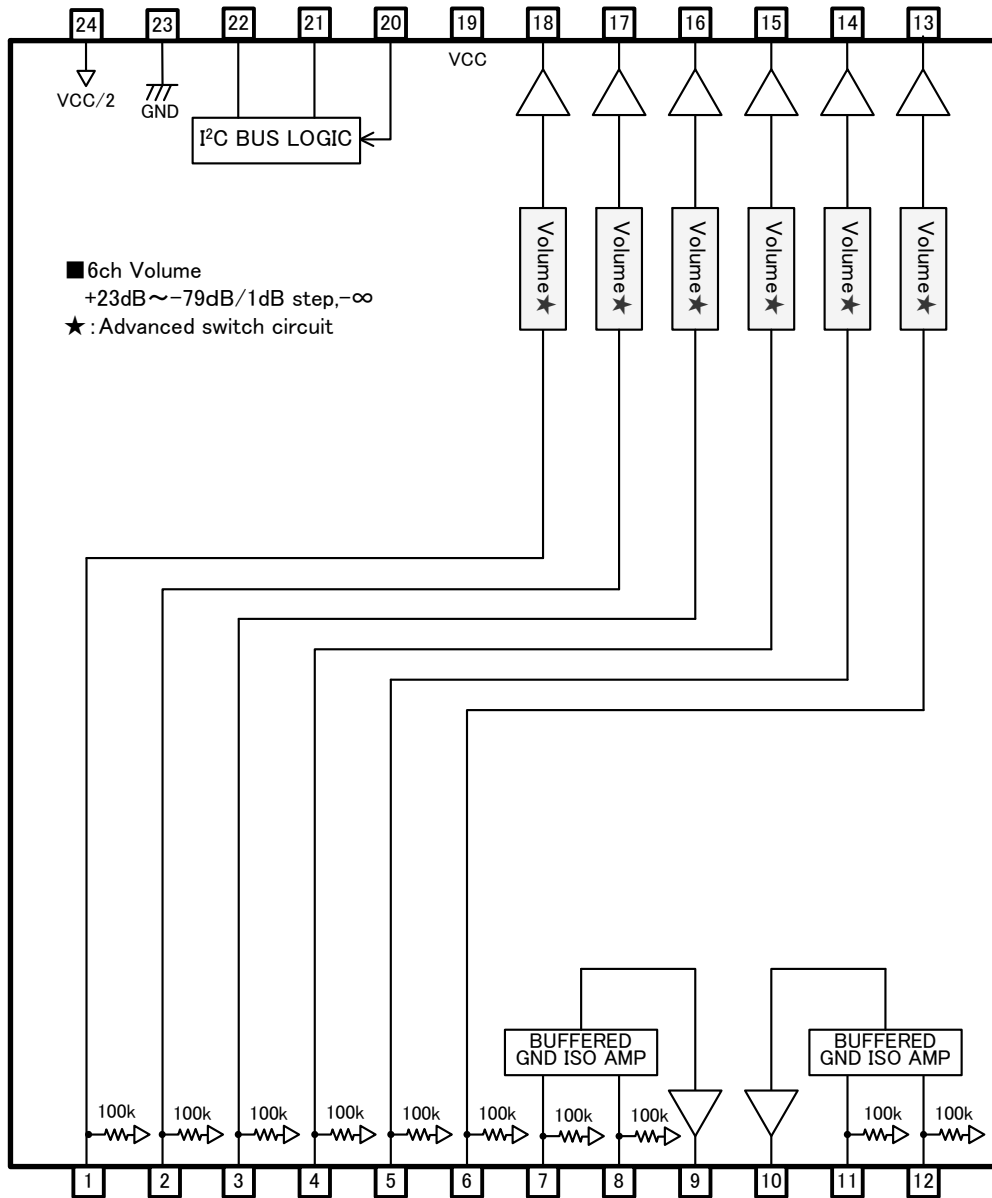 24 23 22 21 20 19 18 17 16 15 14 13
VCC
VCC/2
GND
I²C BUS LOGIC
Volume★ Volume★ Volume★ Volume★ Volume★ Volume★
■6ch Volume
+23dB～-79dB/1dB step,-∞
★:Advanced switch circuit
BUFFERED
GND ISO AMP
BUFFERED
GND ISO AMP
100k 100k 100k 100k 100k 100k 100k 100k 100k 100k
1 2 3 4 5 6 7 8 9 10 11 12